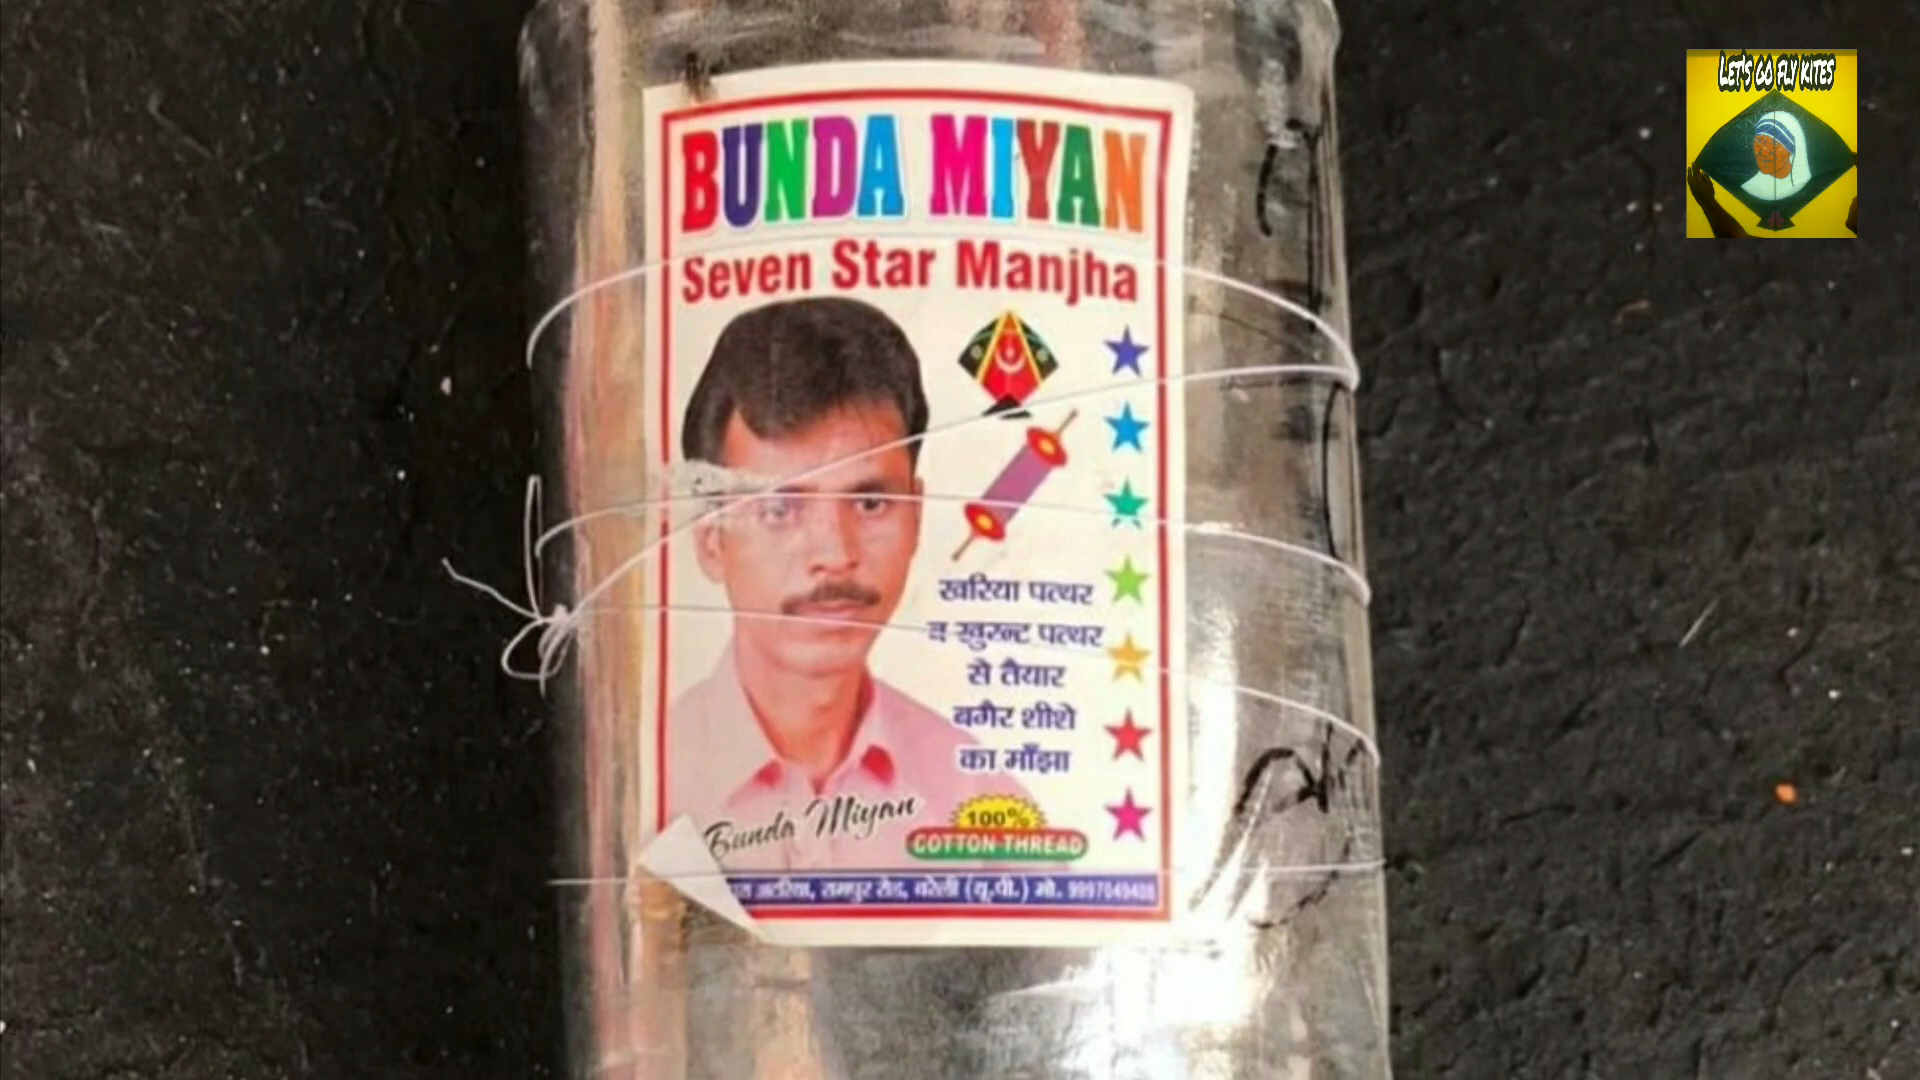 LET'S GO FLY KITES
BUNDA MIYAN
Seven Star Manjha
खरिया पत्थर
व खुरन्ट पत्थर
से तैयार
बगैर शीशे
का माँझा
Bunda Miyan
100%
COTTON THREAD
अटरिया, रामपुर रोड, बरेली (यू.पी.) मो.